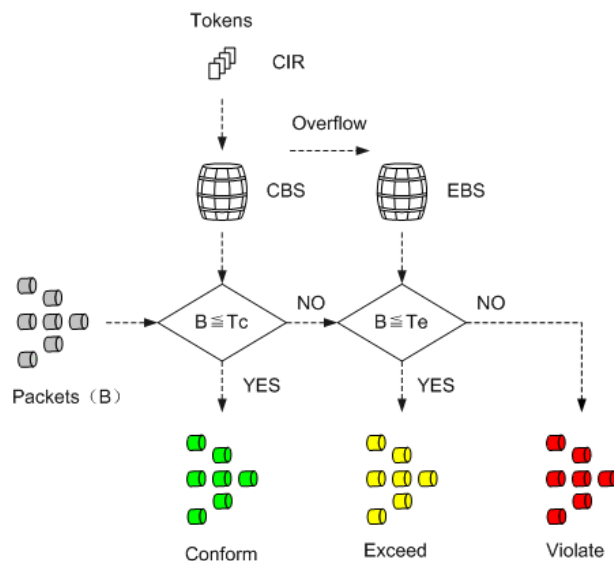 Tokens
CIR
Overflow
CBS
EBS
B≦Tc
NO
B≦Te
NO
Packets（B）
YES
YES
Conform
Exceed
Violate